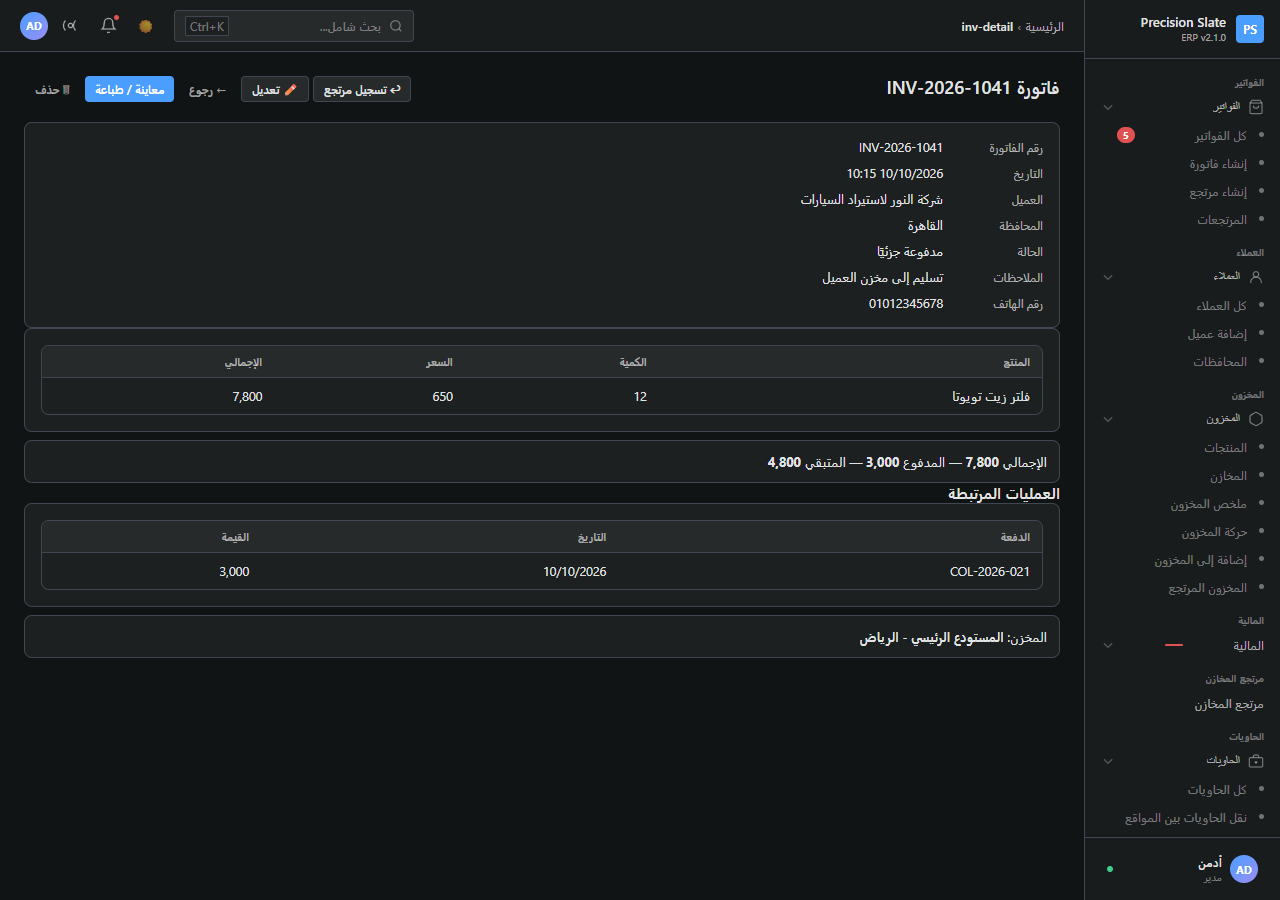 Precision Slate
ERP v2.1.0
PS
الفواتير
الفواتير
كل الفواتير
5
إنشاء فاتورة
إنشاء مرتجع
المرتجعات
العملاء
العملاء
كل العملاء
إضافة عميل
المحافظات
المخزون
المخزون
المنتجات
المخازن
ملخص المخزون
حركة المخزون
إضافة إلى المخزون
المخزون المرتجع
المالية
المالية
مرتجع المخازن
مرتجع المخازن
الحاويات
الحاويات
كل الحاويات
نقل الحاويات بين المواقع
أدمن
مدير
AD
الرئيسية › inv-detail
بحث شامل... Ctrl+K
AD
فاتورة INV-2026-1041
↩ تسجيل مرتجع
تعديل
← رجوع
معاينة / طباعة
حذف
رقم الفاتورة INV-2026-1041
التاريخ 10/10/2026 10:15
العميل شركة النور لاستيراد السيارات
المحافظة القاهرة
الحالة مدفوعة جزئيًا
الملاحظات تسليم إلى مخزن العميل
رقم الهاتف 01012345678
المنتج الكمية السعر الإجمالي
فلتر زيت تويوتا 12 650 7,800
الإجمالي 7,800 — المدفوع 3,000 — المتبقي 4,800
العمليات المرتبطة
الدفعة التاريخ القيمة
COL-2026-021 10/10/2026 3,000
المخزن: المستودع الرئيسي - الرياض